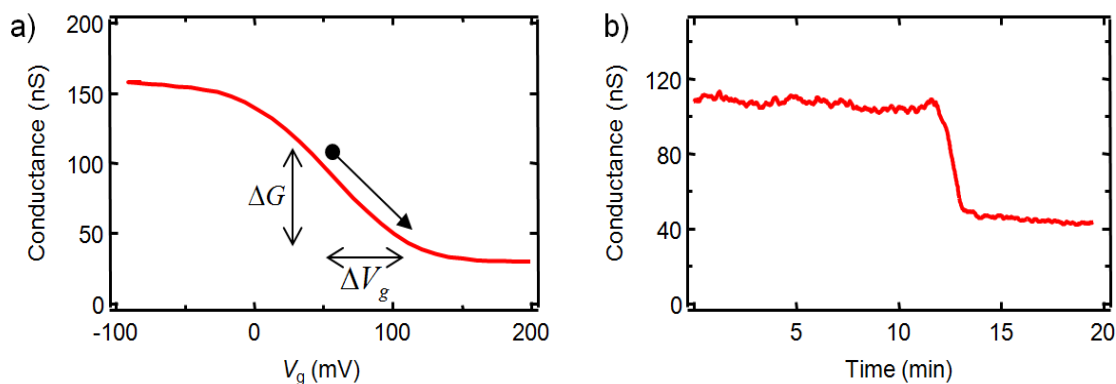 a)
Conductance (nS)
200
150
100
50
0
ΔG
ΔVg
-100
0
100
200
Vg (mV)
b)
Conductance (nS)
120
80
40
0
5
10
15
20
Time (min)